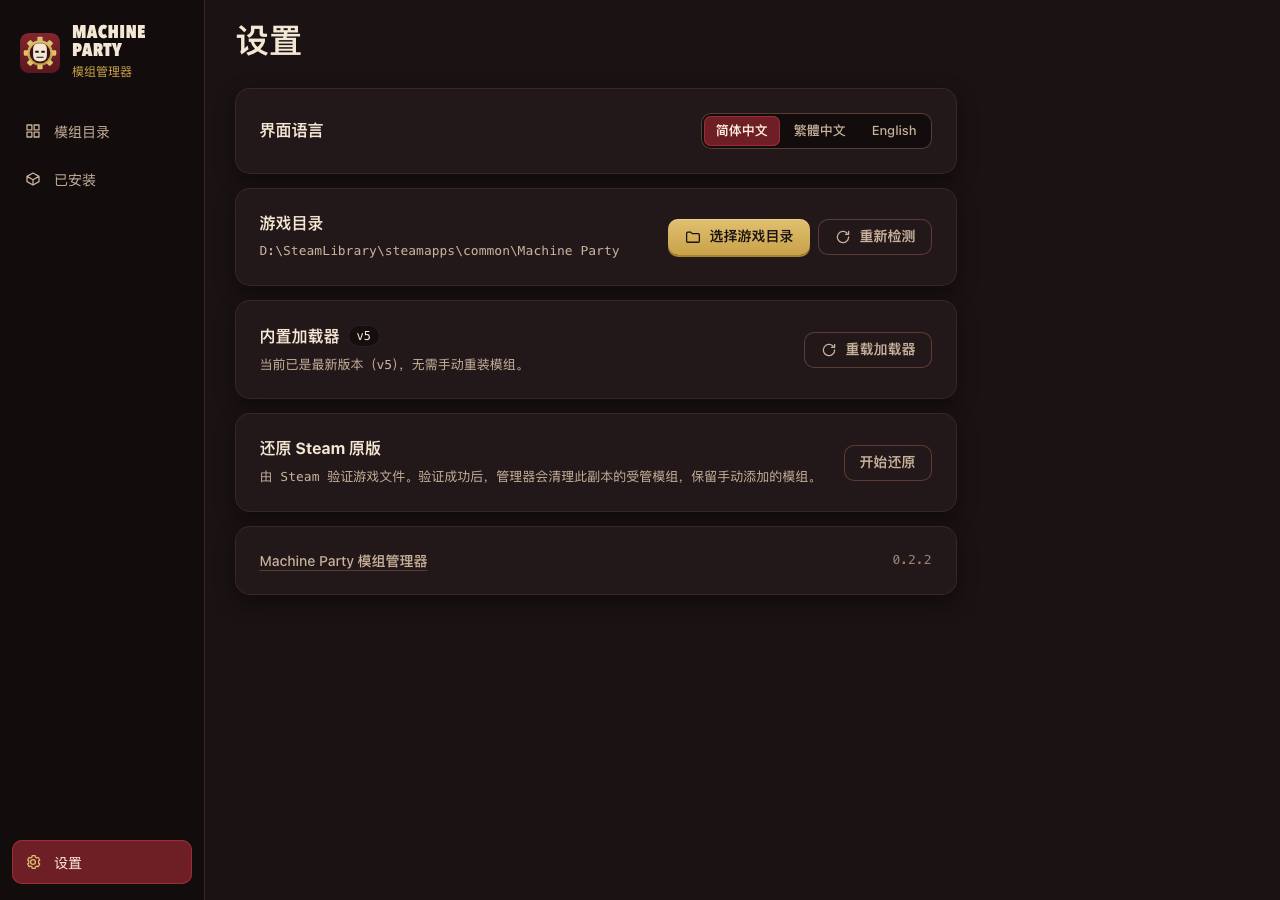 MACHINE
PARTY
模组管理器
模组目录
已安装
设置
设置
界面语言
简体中文 繁體中文 English
游戏目录
D:\SteamLibrary\steamapps\common\Machine Party
选择游戏目录 重新检测
内置加载器 v5
当前已是最新版本（v5），无需手动重装模组。
重载加载器
还原 Steam 原版
由 Steam 验证游戏文件。验证成功后，管理器会清理此副本的受管模组，保留手动添加的模组。
开始还原
Machine Party 模组管理器 0.2.2